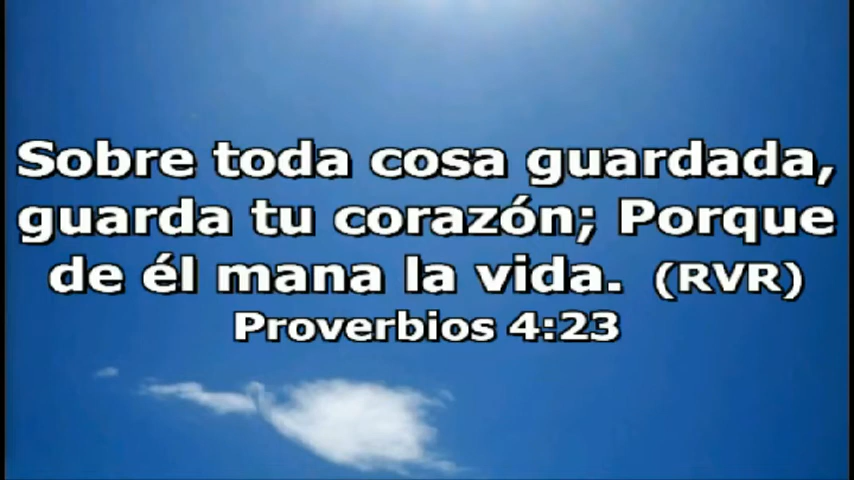 Sobre toda cosa guardada,
guarda tu corazón; Porque
de él mana la vida. (RVR)
Proverbios 4:23